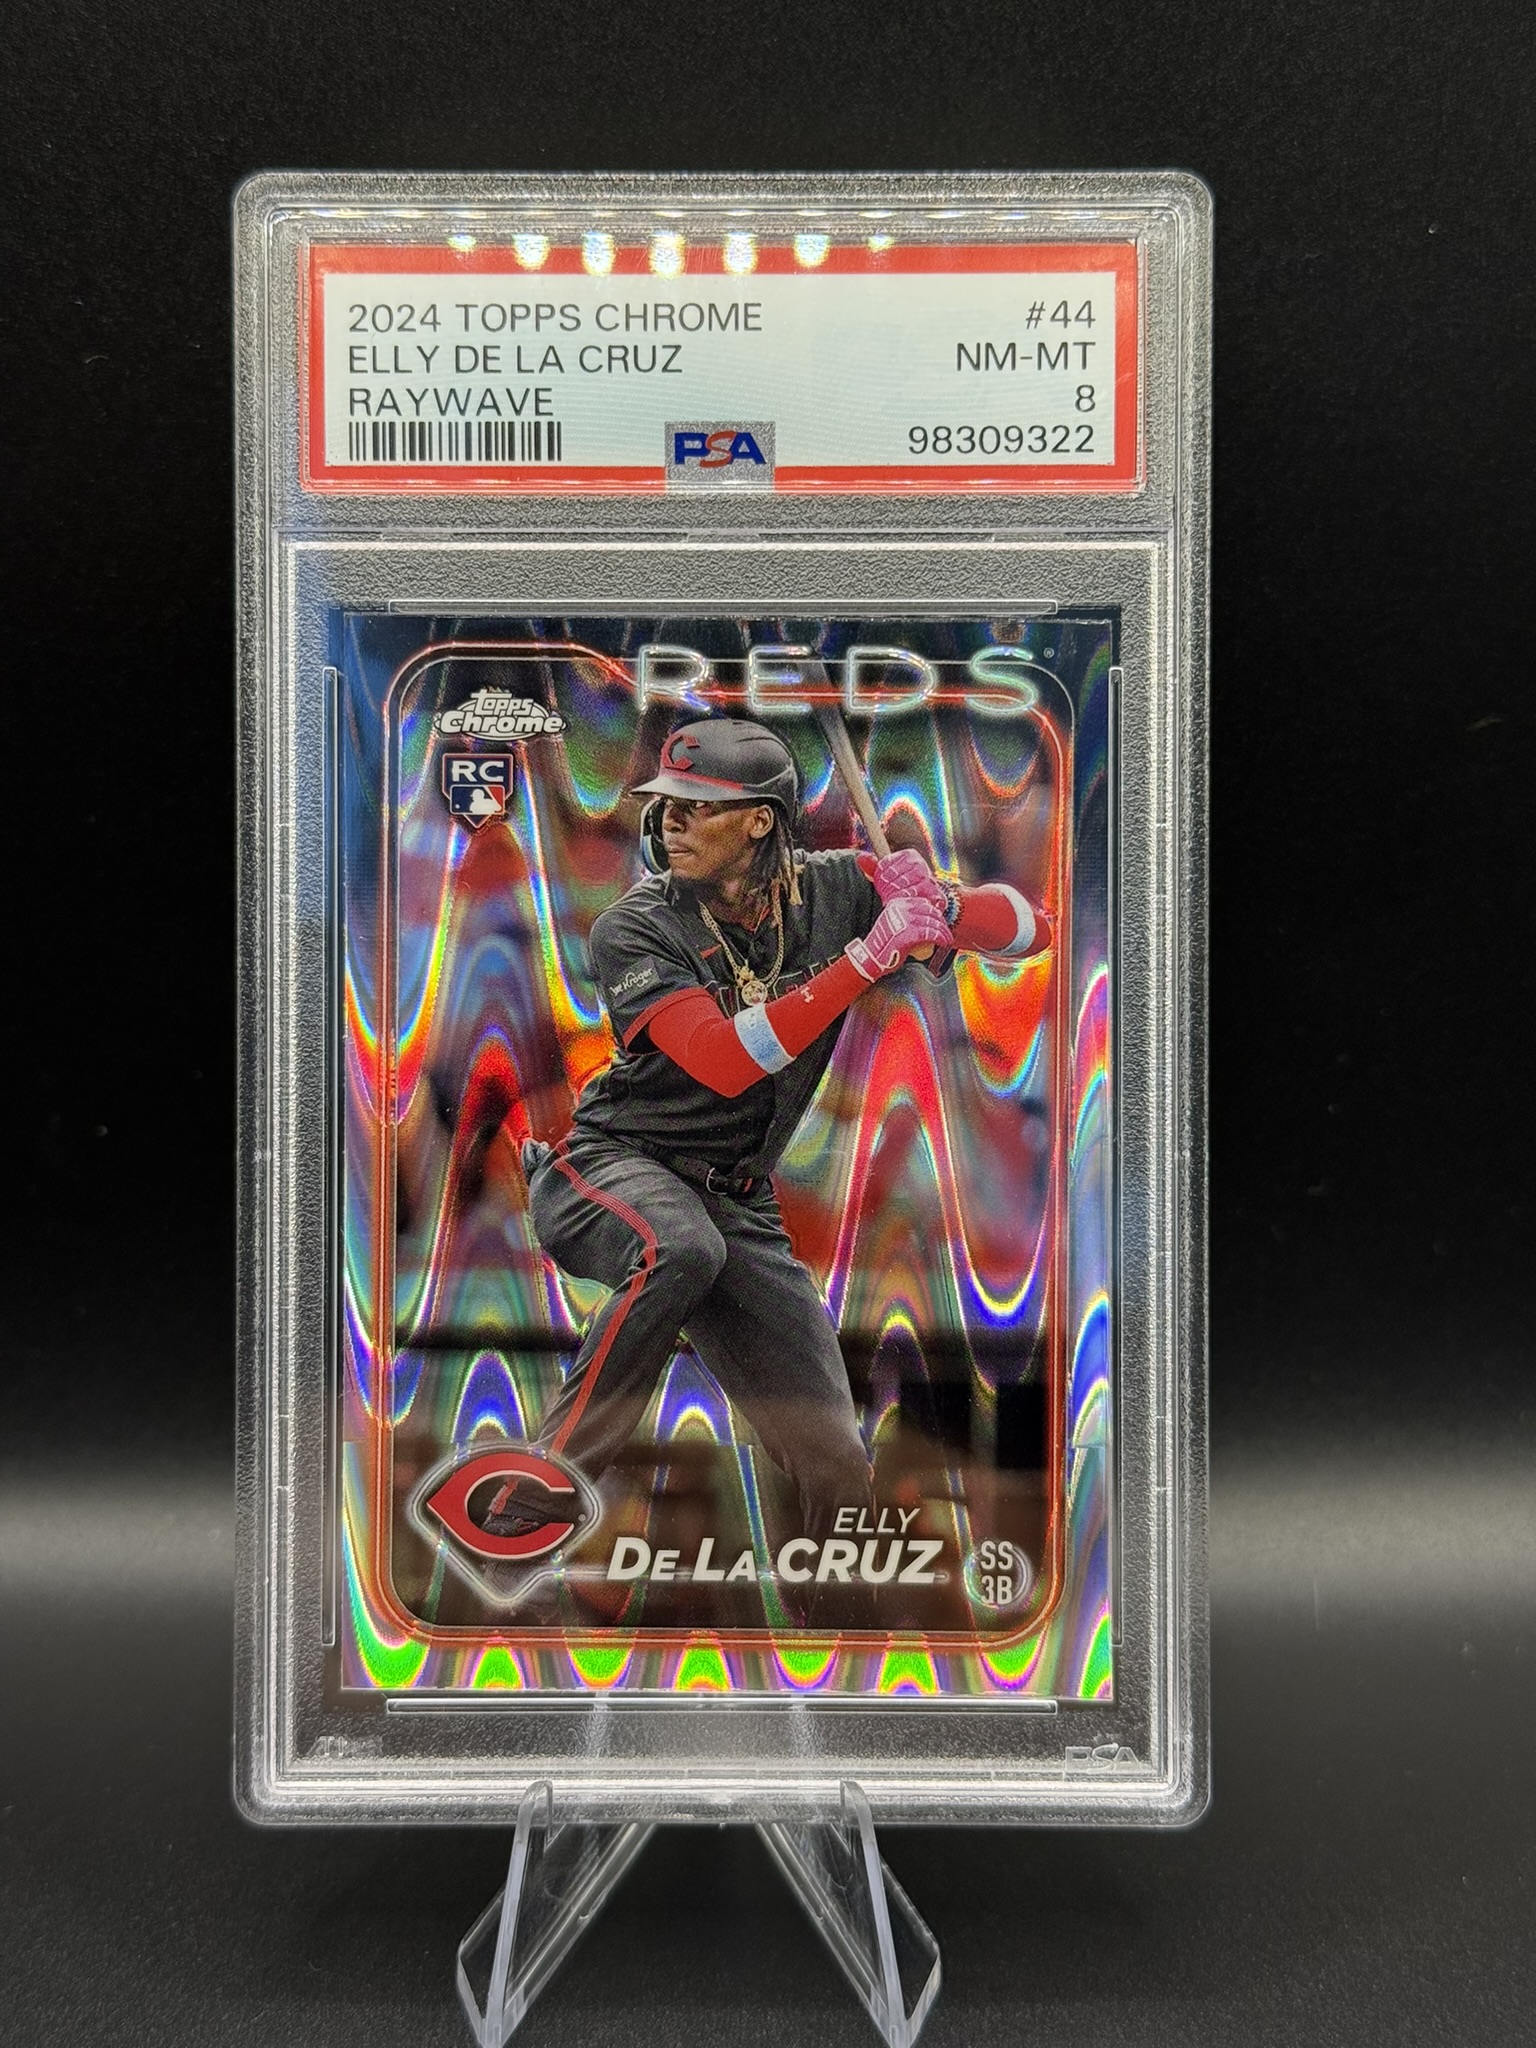 2024 TOPPS CHROME #44
ELLY DE LA CRUZ NM-MT
RAYWAVE 8
PSA 98309322
REDS
topps
Chrome
RC
Kroger
C
ELLY
DE LA CRUZ
SS
3B
PSA